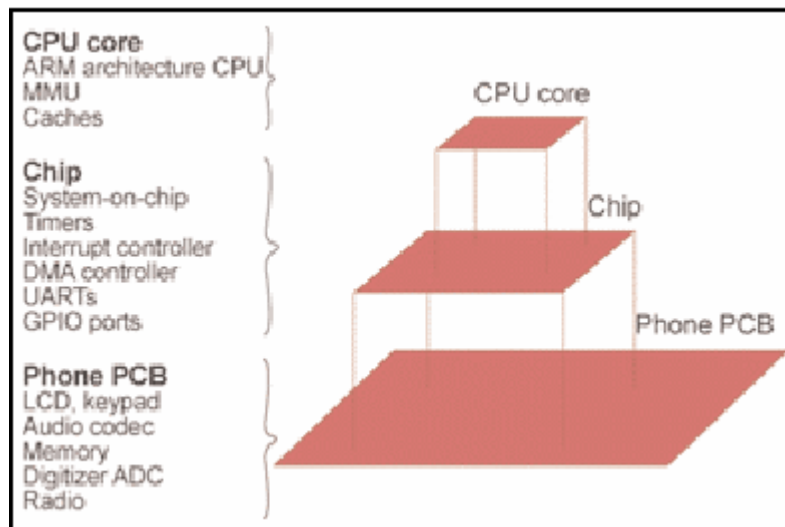 CPU core
ARM architecture CPU
MMU
Caches
Chip
System-on-chip
Timers
Interrupt controller
DMA controller
UARTs
GPIO ports
Phone PCB
LCD, keypad
Audio codec
Memory
Digitizer ADC
Radio
CPU core
Chip
Phone PCB